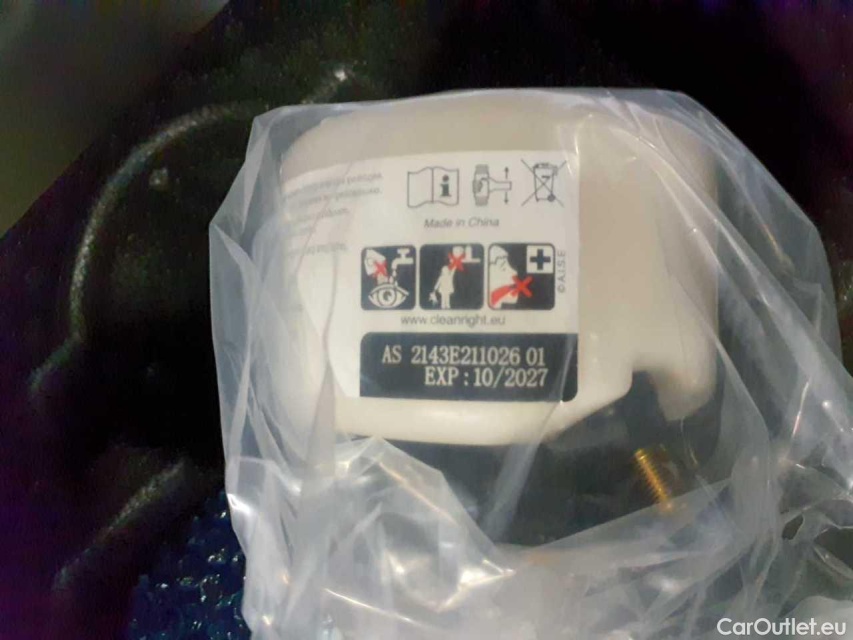 Made in China
© A.I.S.E
www.cleanright.eu
AS 2143E211026 01
EXP : 10/2027
CarOutlet.eu